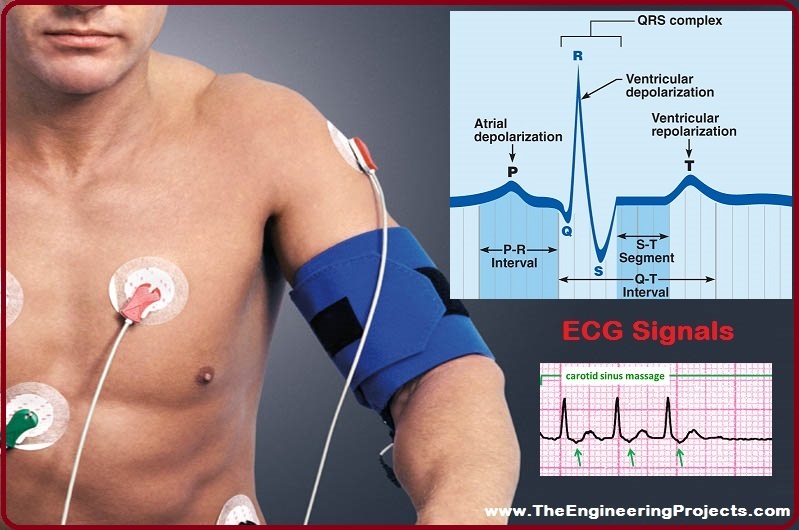 QRS complex
R
Ventricular
depolarization
Atrial
depolarization
Ventricular
repolarization
P
T
Q
S
P-R
Interval
S-T
Segment
Q-T
Interval
ECG Signals
carotid sinus massage
www.TheEngineeringProjects.com